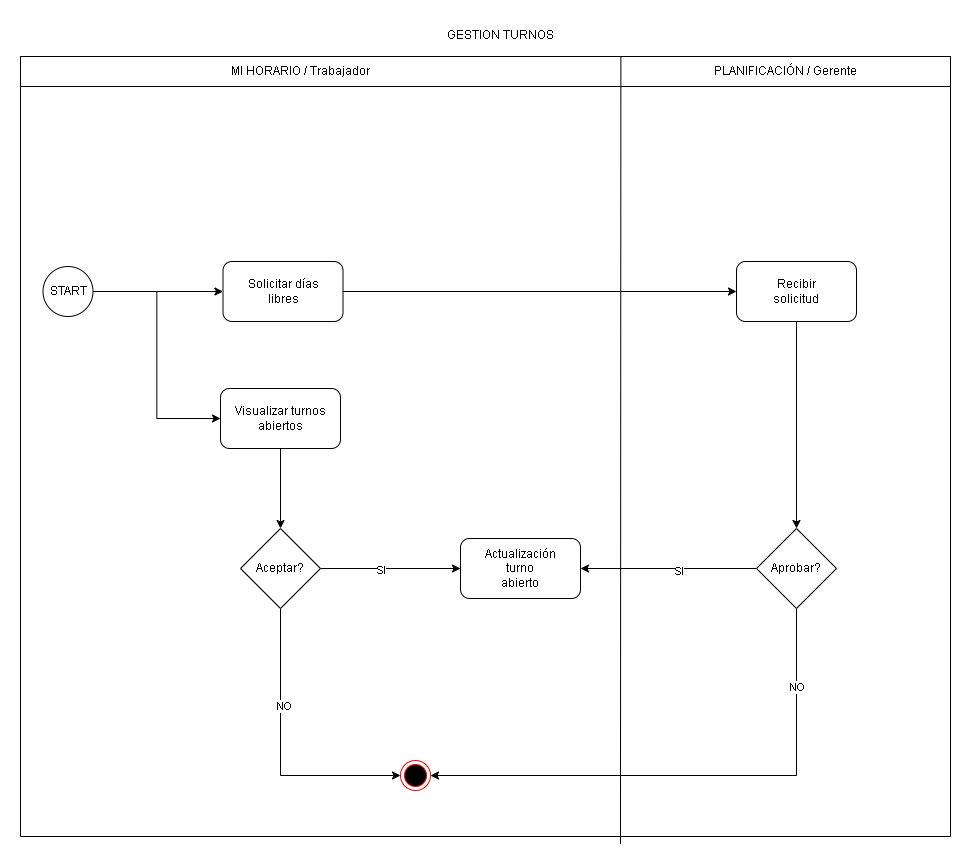 GESTION TURNOS
MI HORARIO / Trabajador
PLANIFICACIÓN / Gerente
START
Solicitar días
libres
Recibir
solicitud
Visualizar turnos
abiertos
Aceptar?
SI
Actualización
turno
abierto
SI
Aprobar?
NO
NO